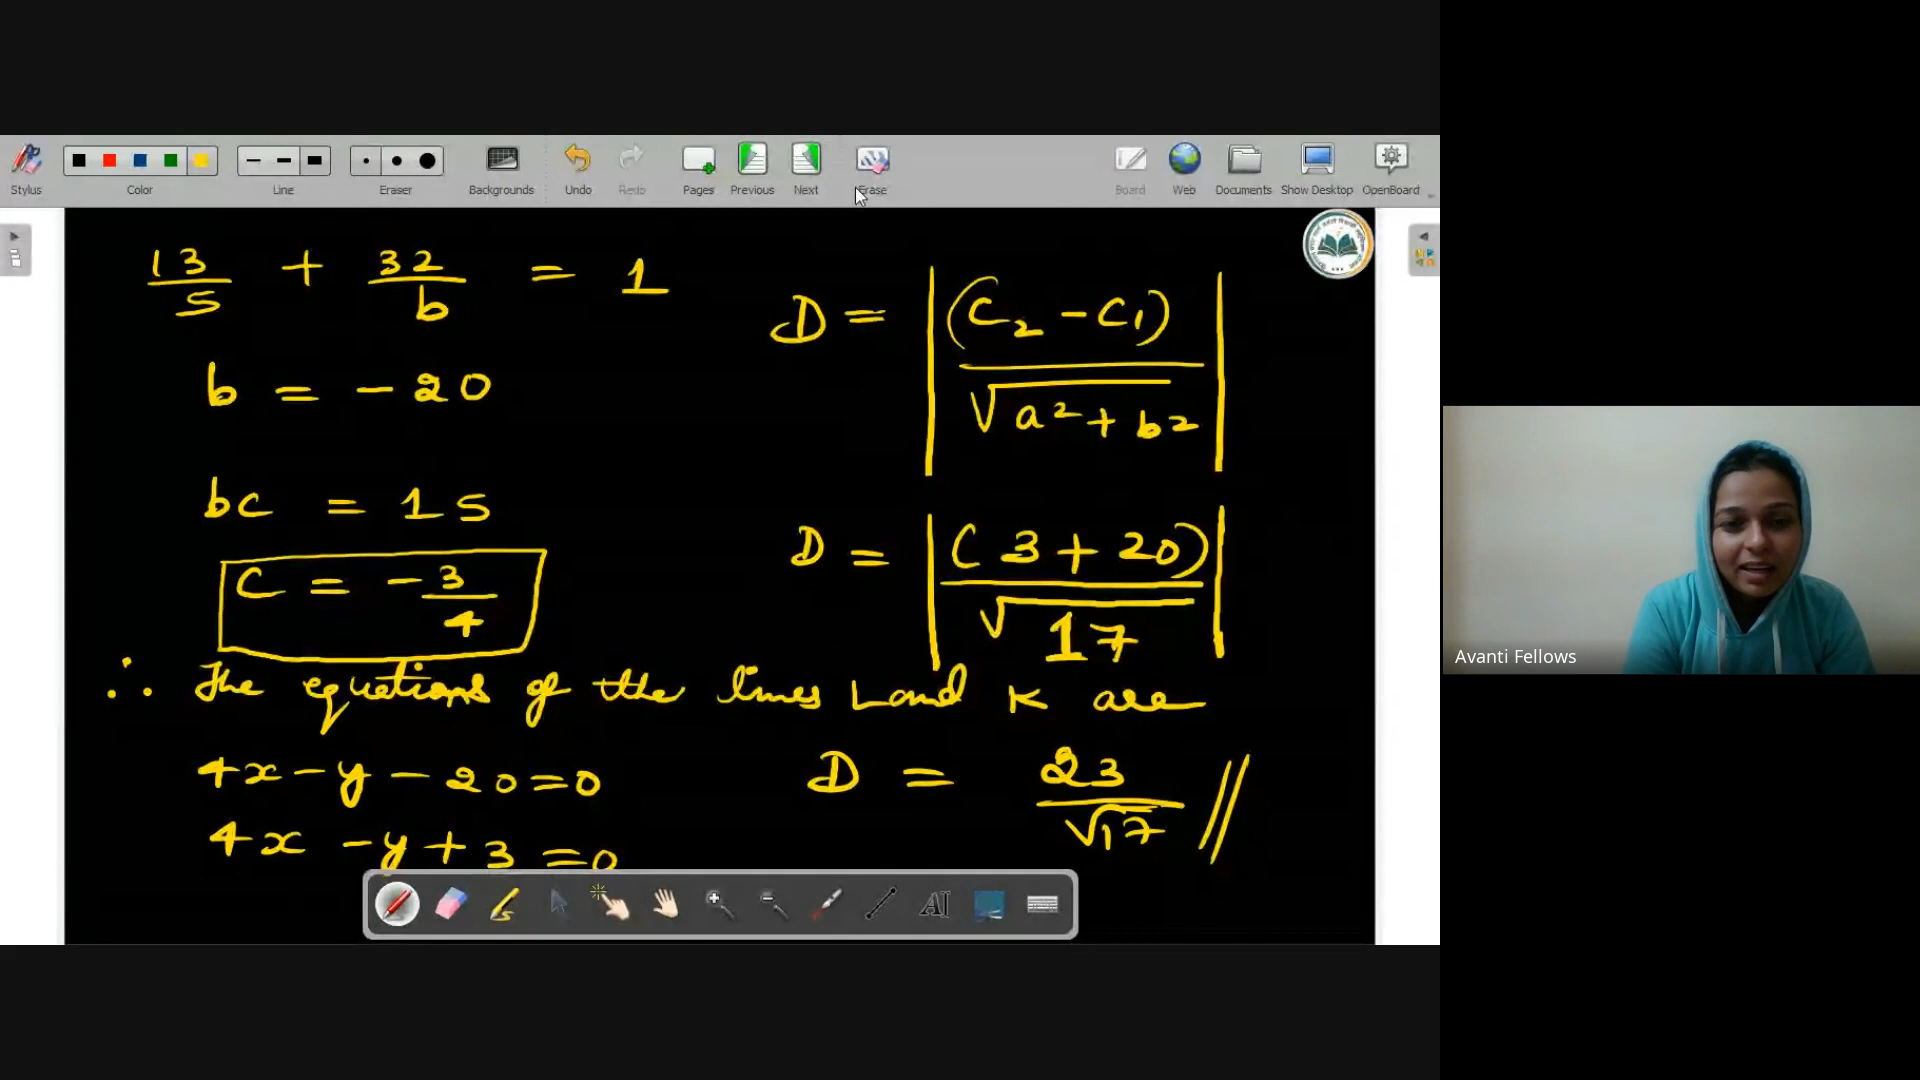 Stylus Color Line Eraser Backgrounds Undo Redo Pages Previous Next Erase Board Web Documents Show Desktop OpenBoard
13/5 + 32/b = 1
b = -20
bc = 15
C = -3/4
∴ The equations of the lines L and K are
4x - y - 20 = 0
4x - y + 3 = 0
D = |(C₂ - C₁)/√a² + b²|
D = |(3 + 20)/√17|
D = 23/√17 //
AI
Avanti Fellows